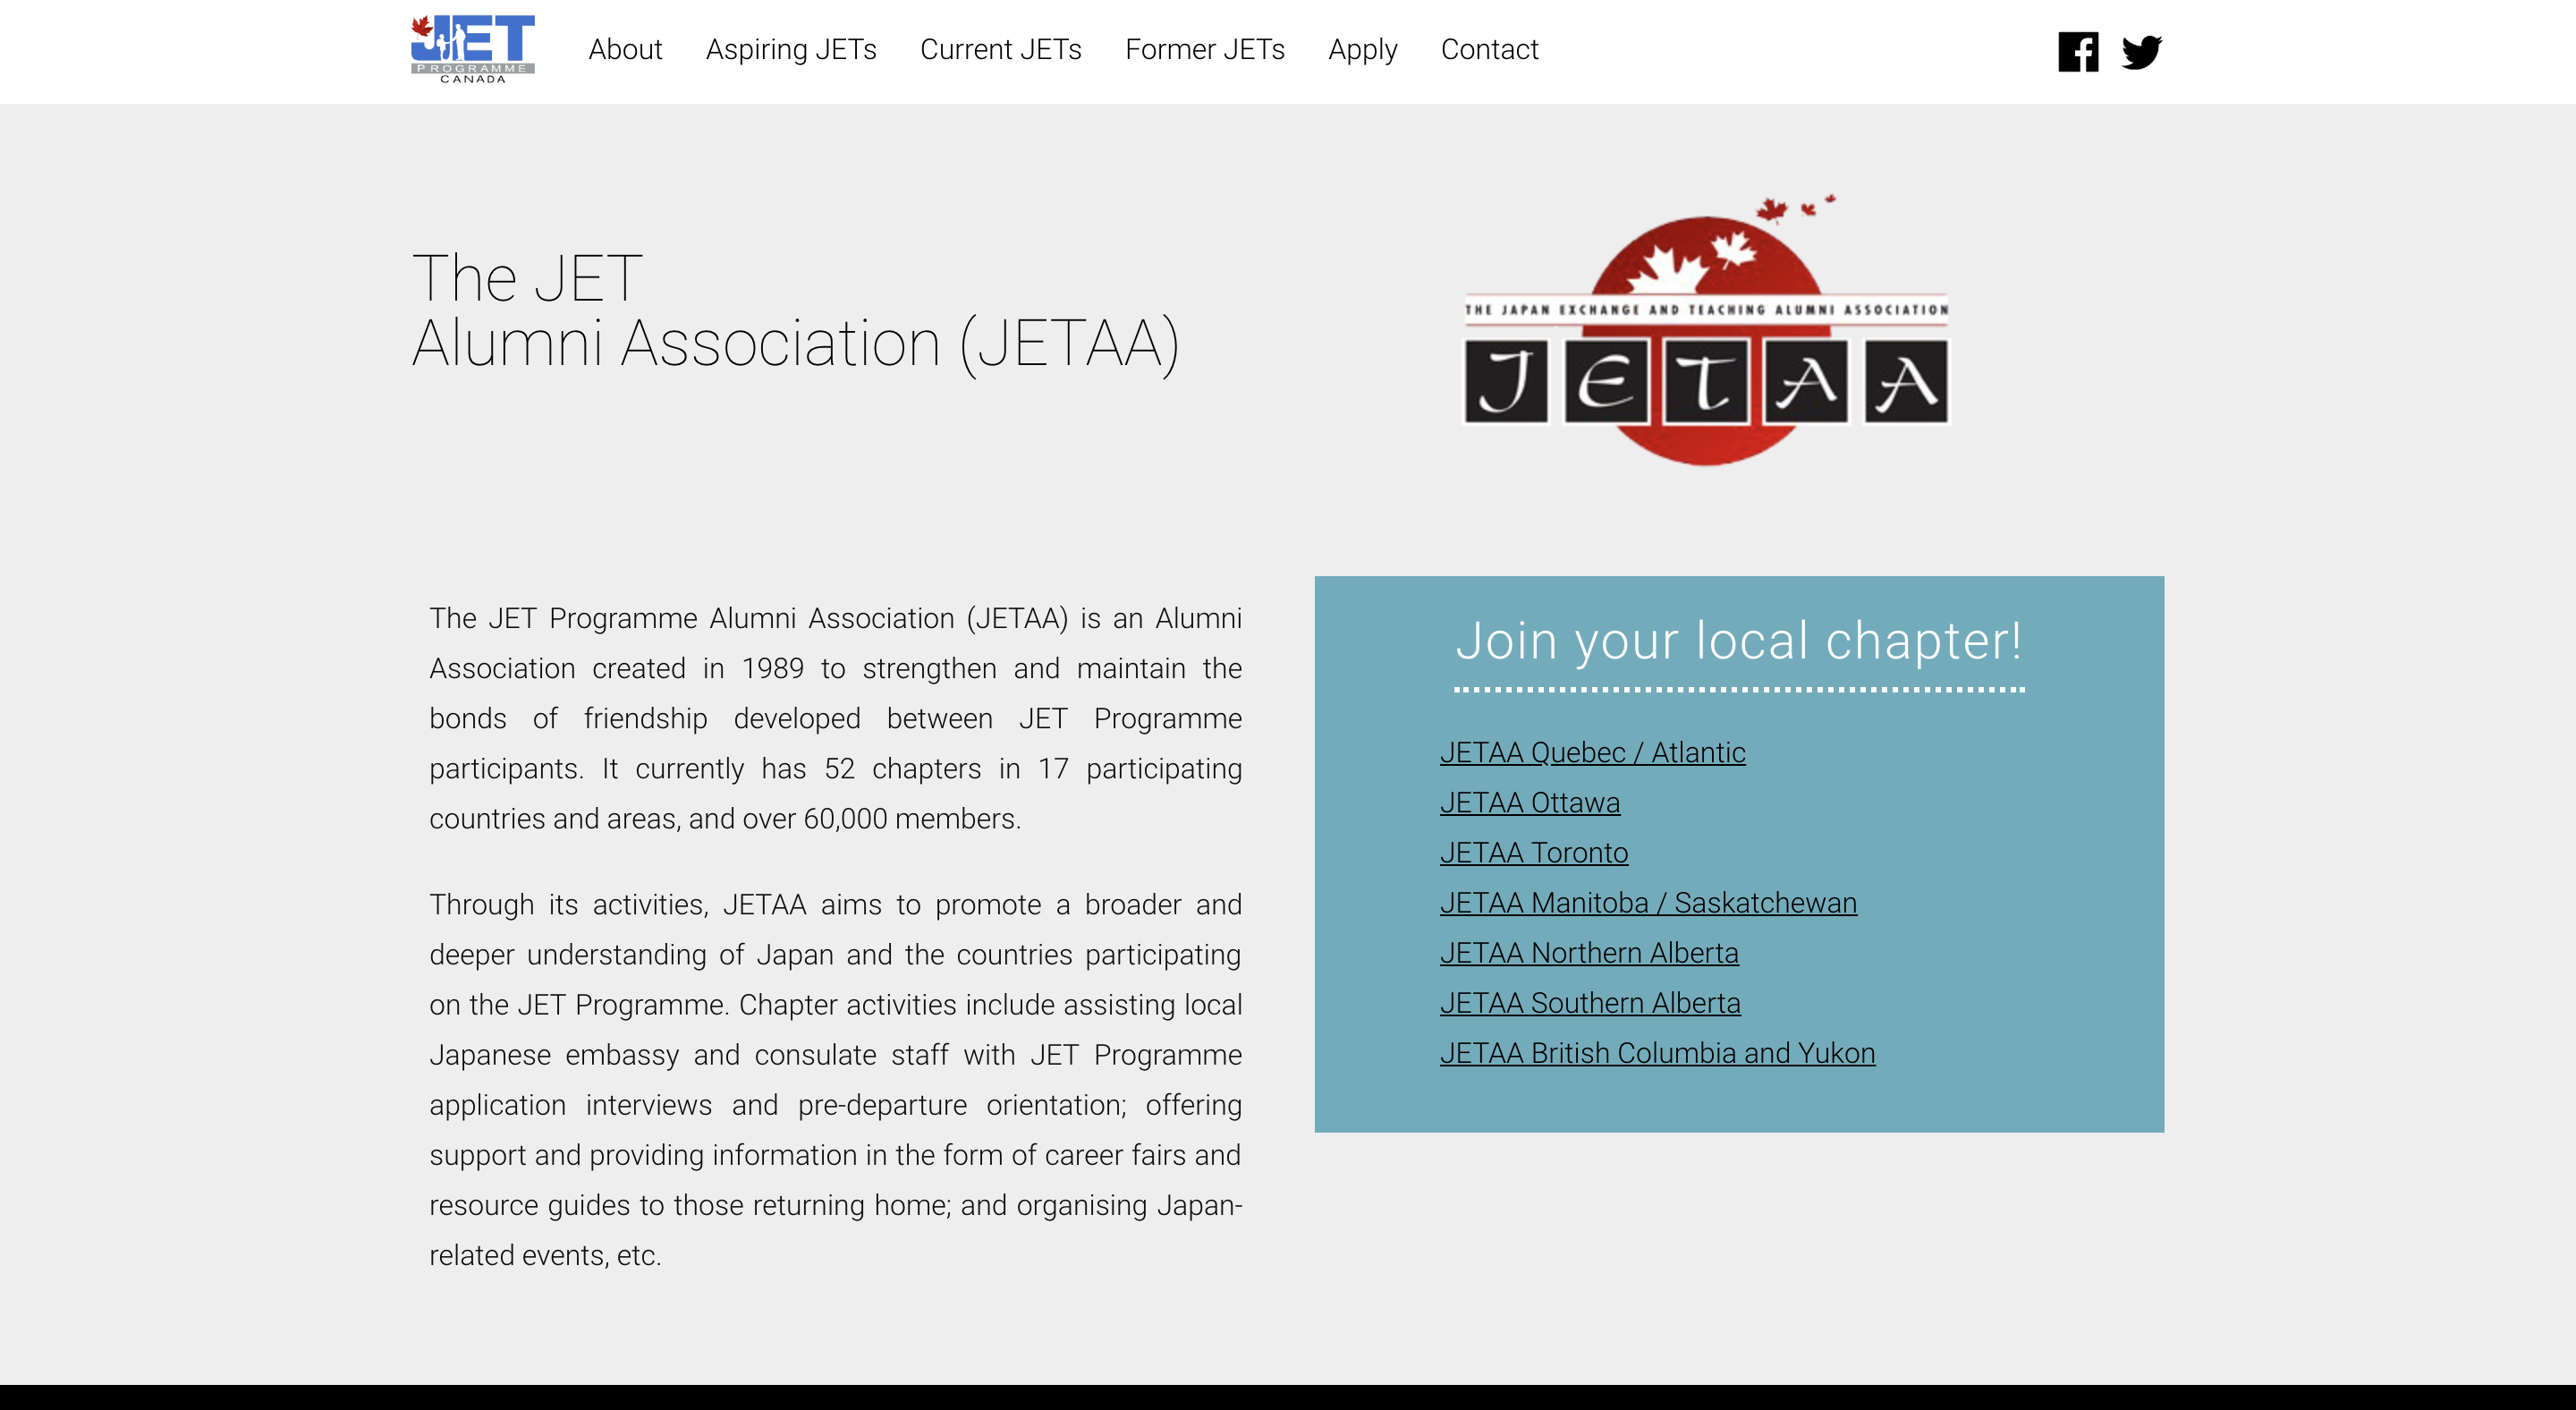 JET
PROGRAMME
CANADA
About
Aspiring JETs
Current JETs
Former JETs
Apply
Contact
The JET
Alumni Association (JETAA)
THE JAPAN EXCHANGE AND TEACHING ALUMNI ASSOCIATION
JETAA
The JET Programme Alumni Association (JETAA) is an Alumni
Association created in 1989 to strengthen and maintain the
bonds of friendship developed between JET Programme
participants. It currently has 52 chapters in 17 participating
countries and areas, and over 60,000 members.
Through its activities, JETAA aims to promote a broader and
deeper understanding of Japan and the countries participating
on the JET Programme. Chapter activities include assisting local
Japanese embassy and consulate staff with JET Programme
application interviews and pre-departure orientation; offering
support and providing information in the form of career fairs and
resource guides to those returning home; and organising Japan-
related events, etc.
Join your local chapter!
JETAA Quebec / Atlantic
JETAA Ottawa
JETAA Toronto
JETAA Manitoba / Saskatchewan
JETAA Northern Alberta
JETAA Southern Alberta
JETAA British Columbia and Yukon